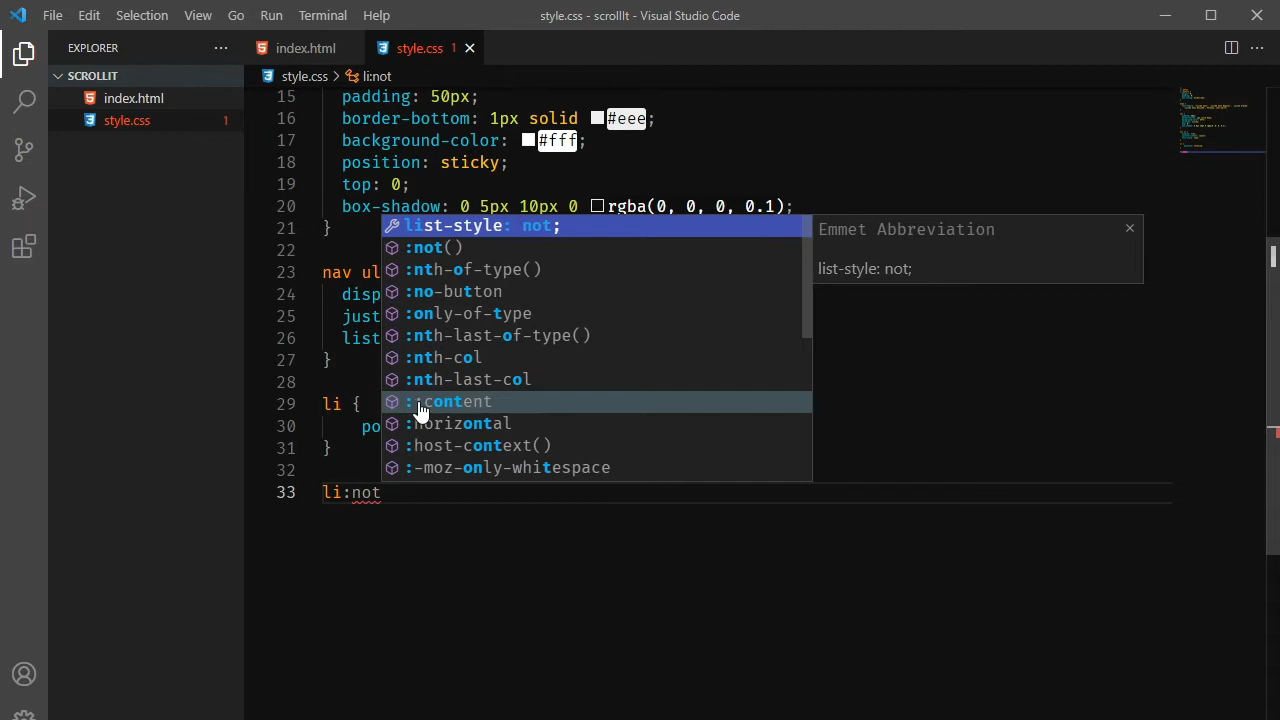 File Edit Selection View Go Run Terminal Help style.css - scrollIt - Visual Studio Code
EXPLORER ··· index.html style.css 1
SCROLLIT style.css > li:not
index.html
style.css 1
15 padding: 50px;
16 border-bottom: 1px solid #eee;
17 background-color: #fff;
18 position: sticky;
19 top: 0;
20 box-shadow: 0 5px 10px 0 rgba(0, 0, 0, 0.1);
21 }
22
23 nav ul
24 disp
25 just
26 list
27 }
28
29 li {
30 po
31 }
32
33 li:not
list-style: not;
:not()
:nth-of-type()
:no-button
:only-of-type
:nth-last-of-type()
:nth-col
:nth-last-col
::content
:horizontal
:host-context()
:-moz-only-whitespace
Emmet Abbreviation
list-style: not;